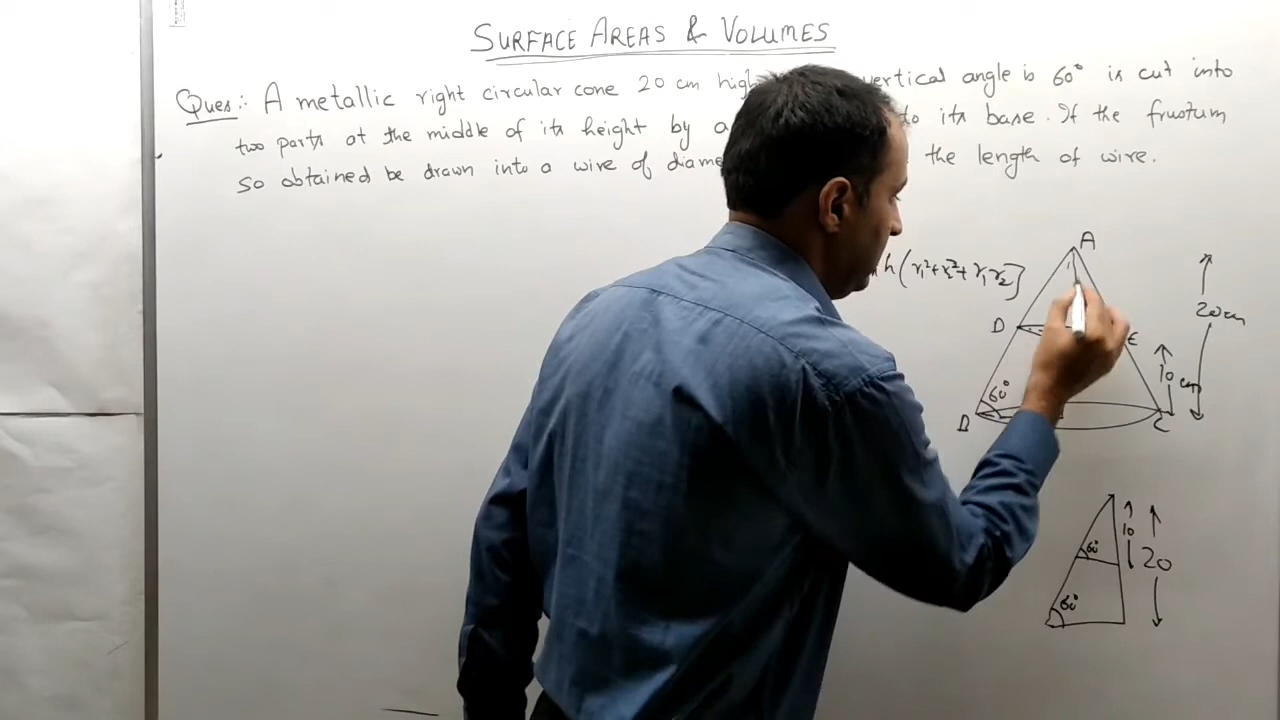 SURFACE AREAS & VOLUMES
Ques:. A metallic right circular cone 20 cm high vertical angle is 60° is cut into
two parts at the middle of its height by a to its base. If the frustum
so obtained be drawn into a wire of diame the length of wire.
A
h(r₁²+r₂²+r₁r₂]
20 cm
D
E
10 cm
60°
B
C
10
60°
20
60°